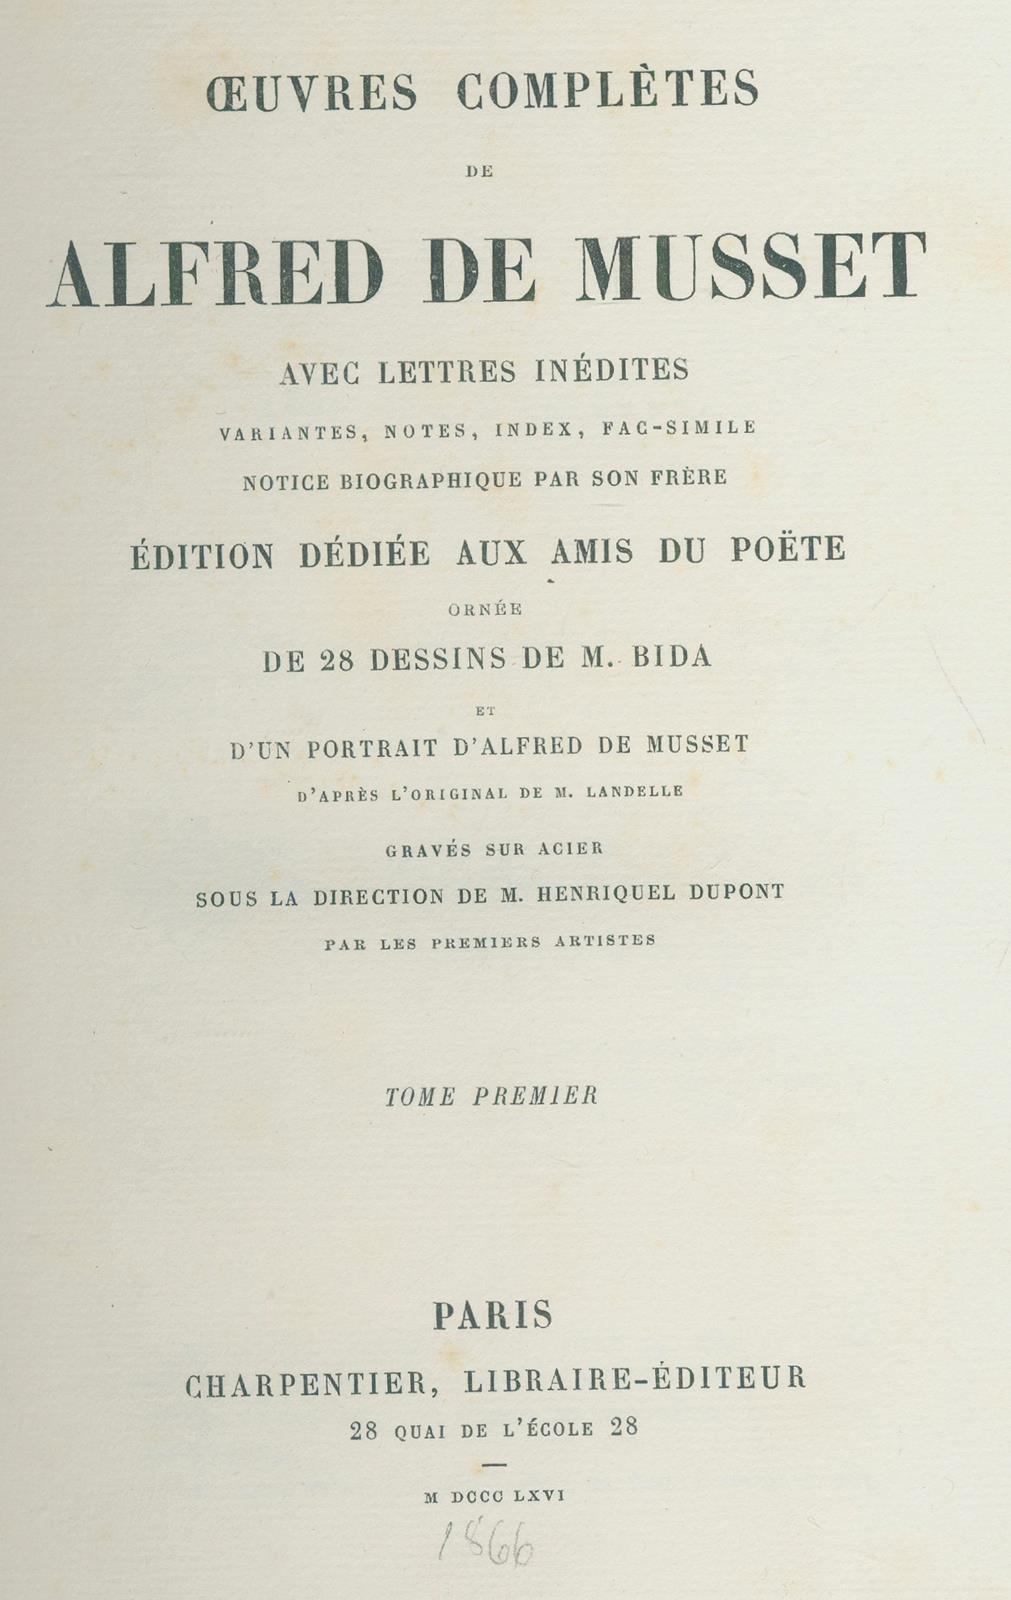 ŒUVRES COMPLÈTES
DE
ALFRED DE MUSSET
AVEC LETTRES INÉDITES
VARIANTES, NOTES, INDEX, FAC-SIMILE
NOTICE BIOGRAPHIQUE PAR SON FRÈRE
ÉDITION DÉDIÉE AUX AMIS DU POËTE
ORNÉE
DE 28 DESSINS DE M. BIDA
ET
D'UN PORTRAIT D'ALFRED DE MUSSET
D'APRÈS L'ORIGINAL DE M. LANDELLE
GRAVÉS SUR ACIER
SOUS LA DIRECTION DE M. HENRIQUEL DUPONT
PAR LES PREMIERS ARTISTES
TOME PREMIER
PARIS
CHARPENTIER, LIBRAIRE-ÉDITEUR
28 QUAI DE L'ÉCOLE 28
M DCCC LXVI
1866